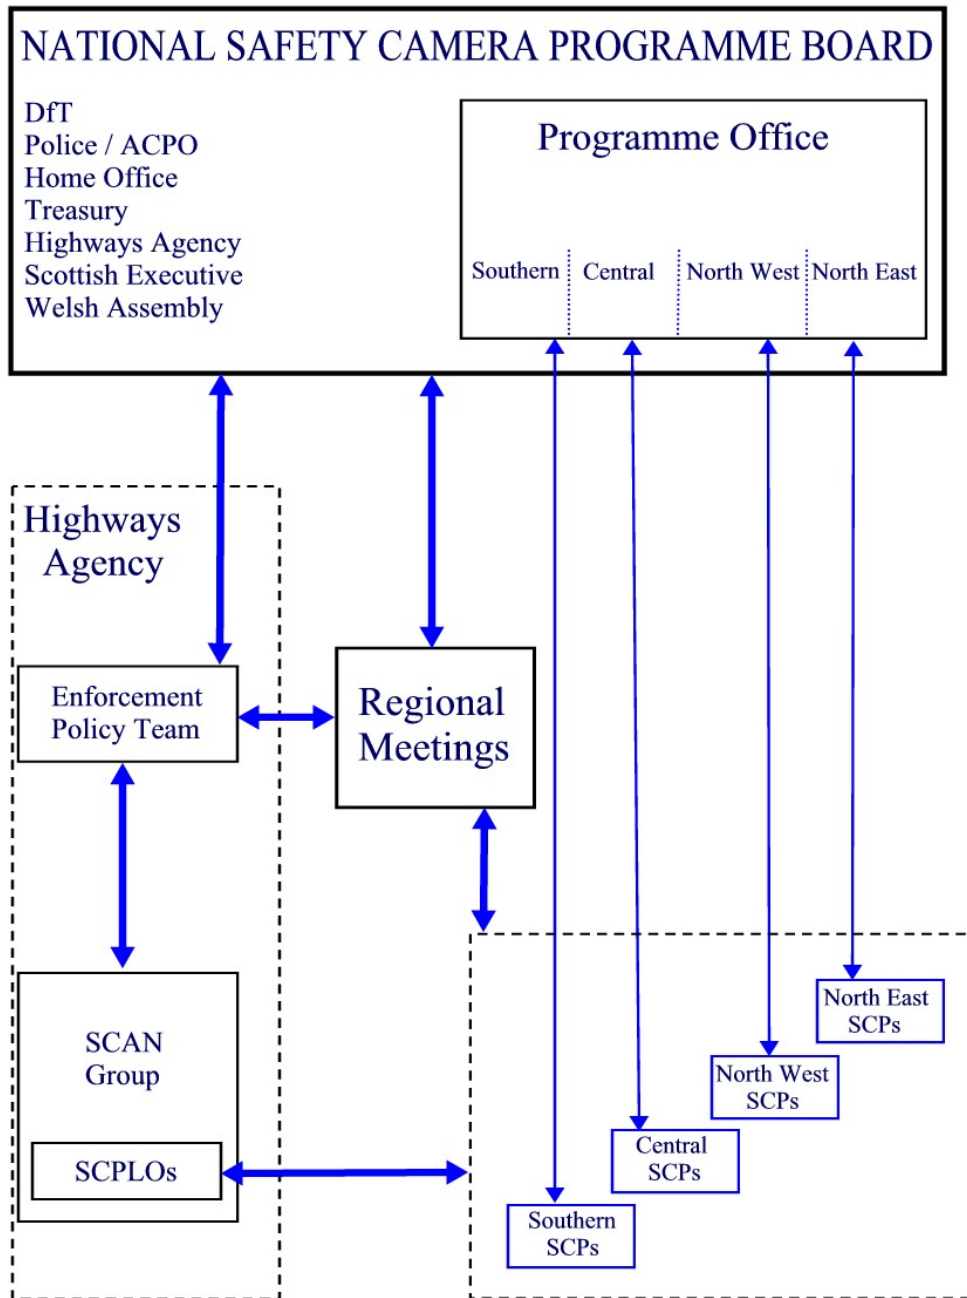 NATIONAL SAFETY CAMERA PROGRAMME BOARD
DfT
Police / ACPO
Home Office
Treasury
Highways Agency
Scottish Executive
Welsh Assembly
Programme Office
Southern
Central
North West
North East
Highways
Agency
Enforcement
Policy Team
Regional
Meetings
SCAN
Group
SCPLOs
North East
SCPs
North West
SCPs
Central
SCPs
Southern
SCPs